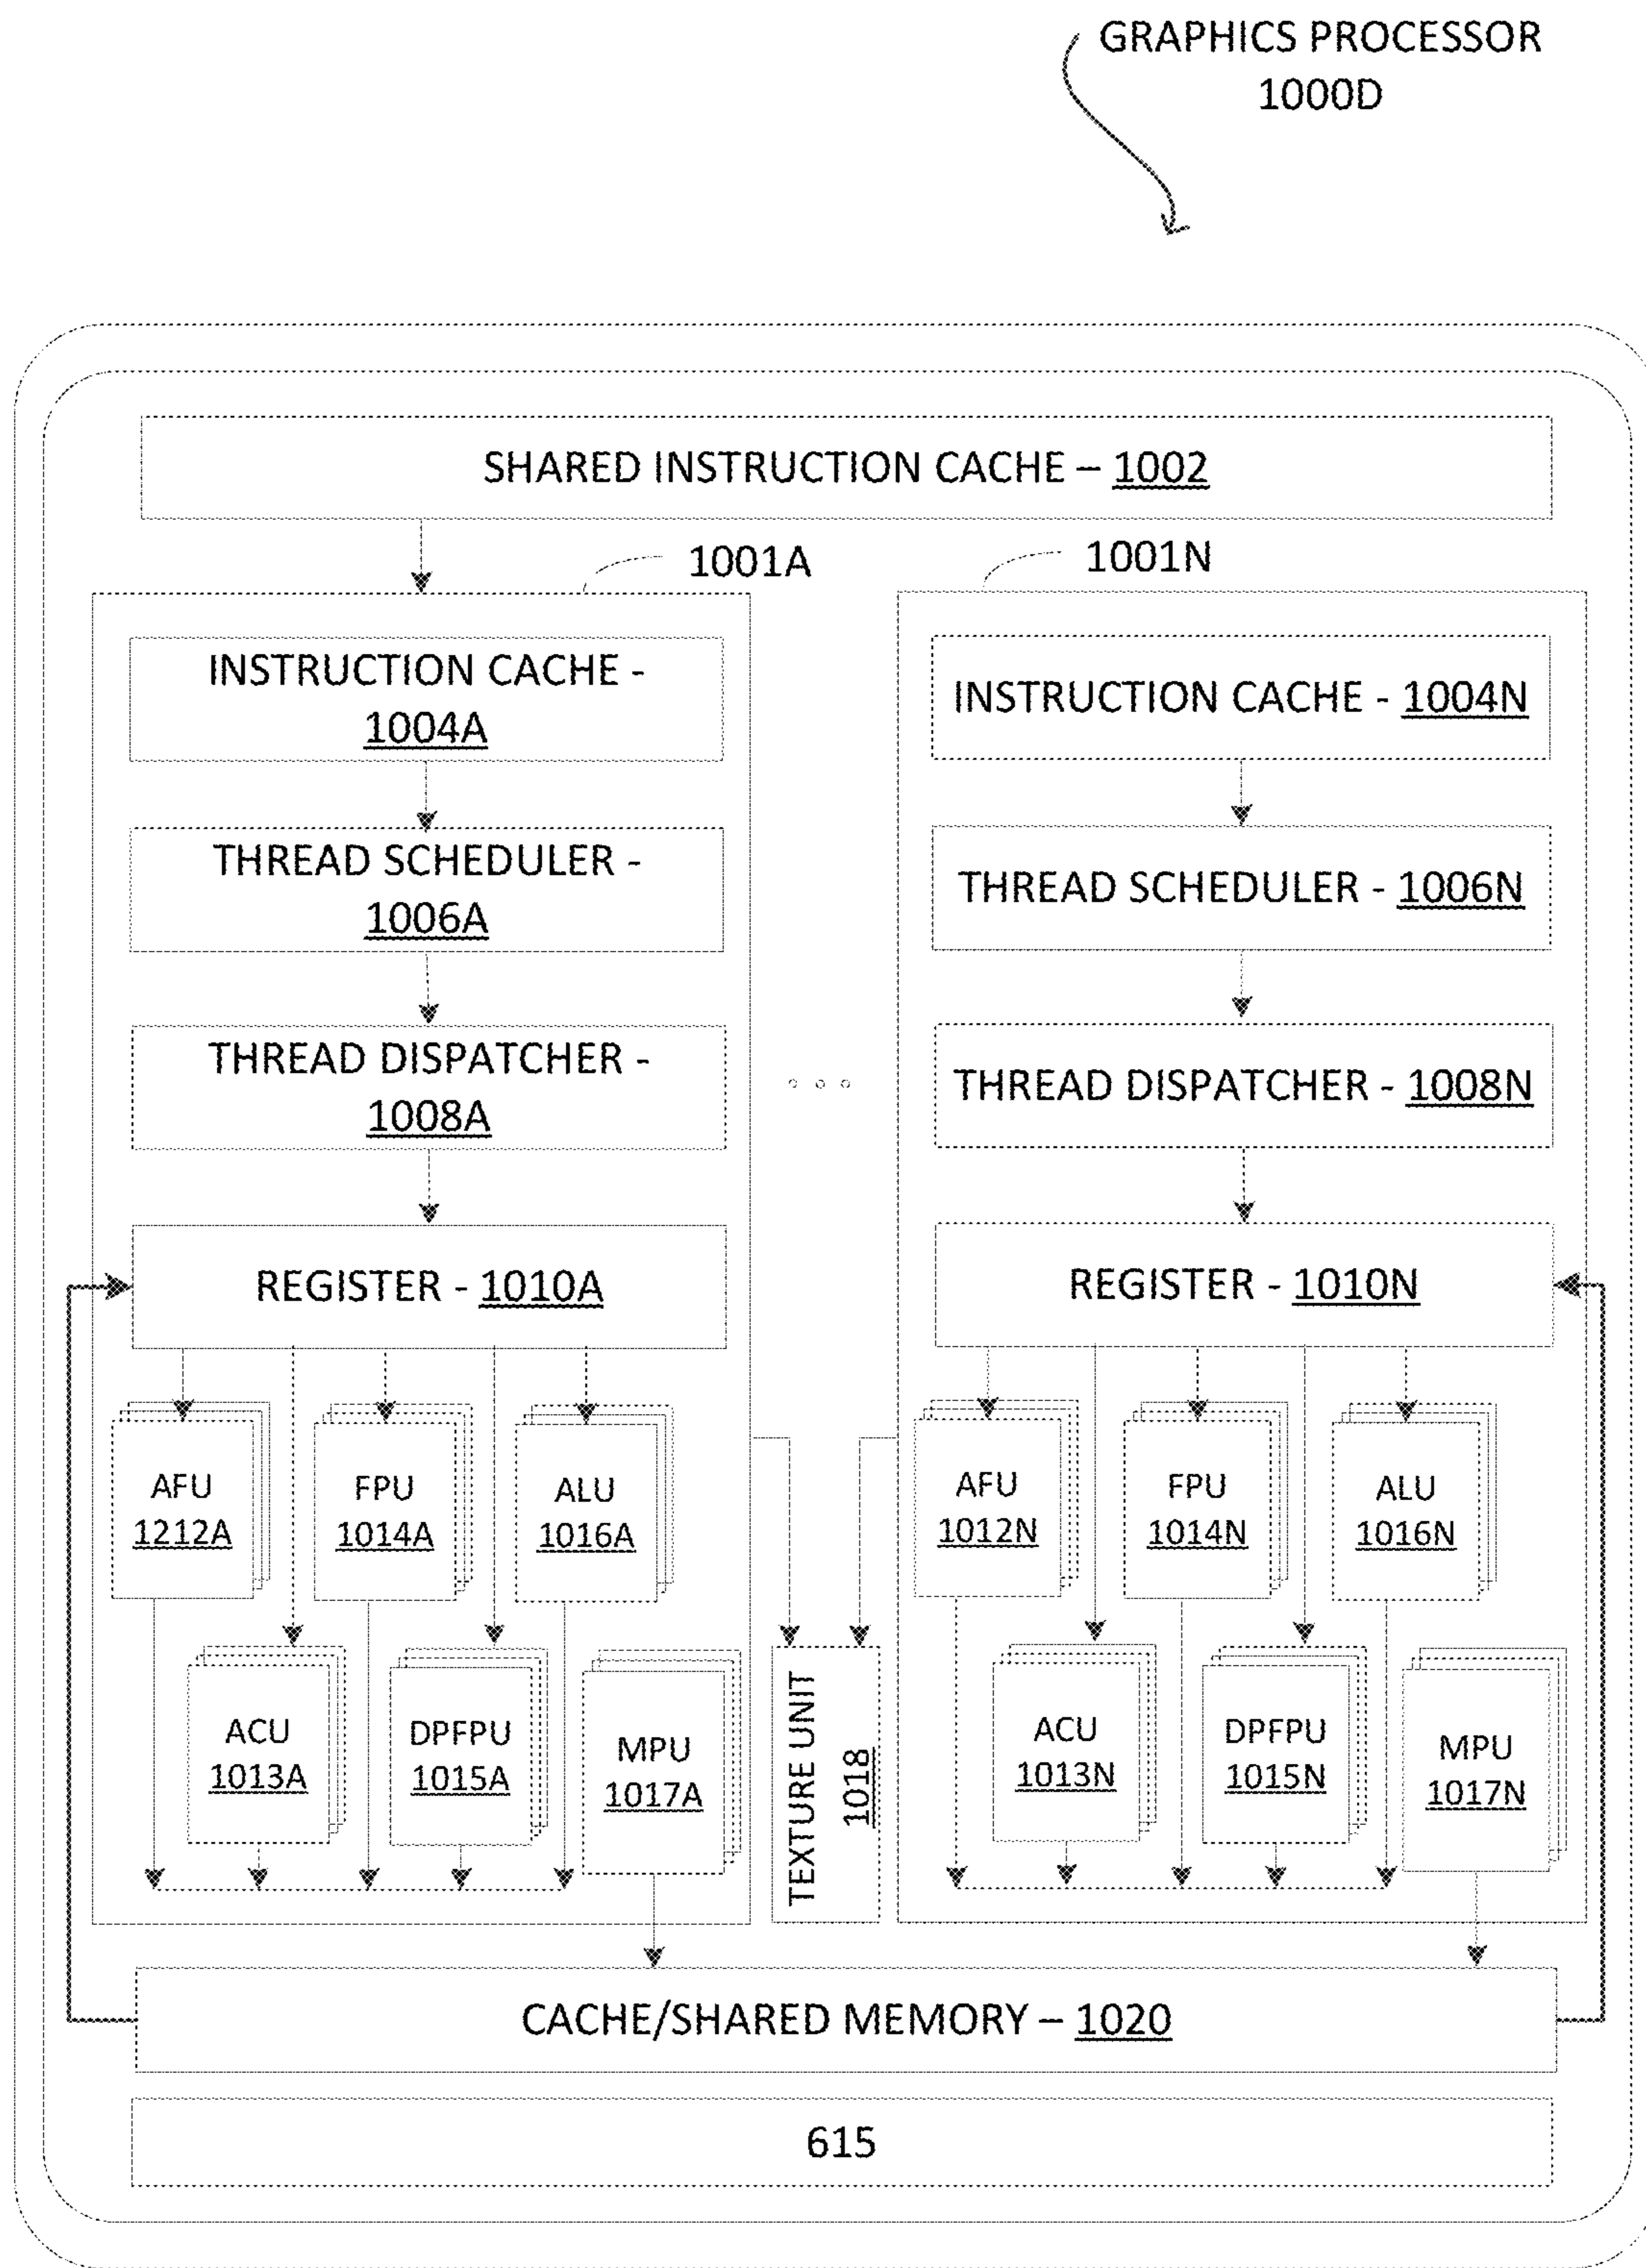 GRAPHICS PROCESSOR
1000D
SHARED INSTRUCTION CACHE – 1002
1001A
INSTRUCTION CACHE -
1004A
THREAD SCHEDULER -
1006A
THREAD DISPATCHER -
1008A
REGISTER - 1010A
AFU
1212A
FPU
1014A
ALU
1016A
ACU
1013A
DPFPU
1015A
MPU
1017A
TEXTURE UNIT
1018
1001N
INSTRUCTION CACHE - 1004N
THREAD SCHEDULER - 1006N
THREAD DISPATCHER - 1008N
REGISTER - 1010N
AFU
1012N
FPU
1014N
ALU
1016N
ACU
1013N
DPFPU
1015N
MPU
1017N
CACHE/SHARED MEMORY – 1020
615